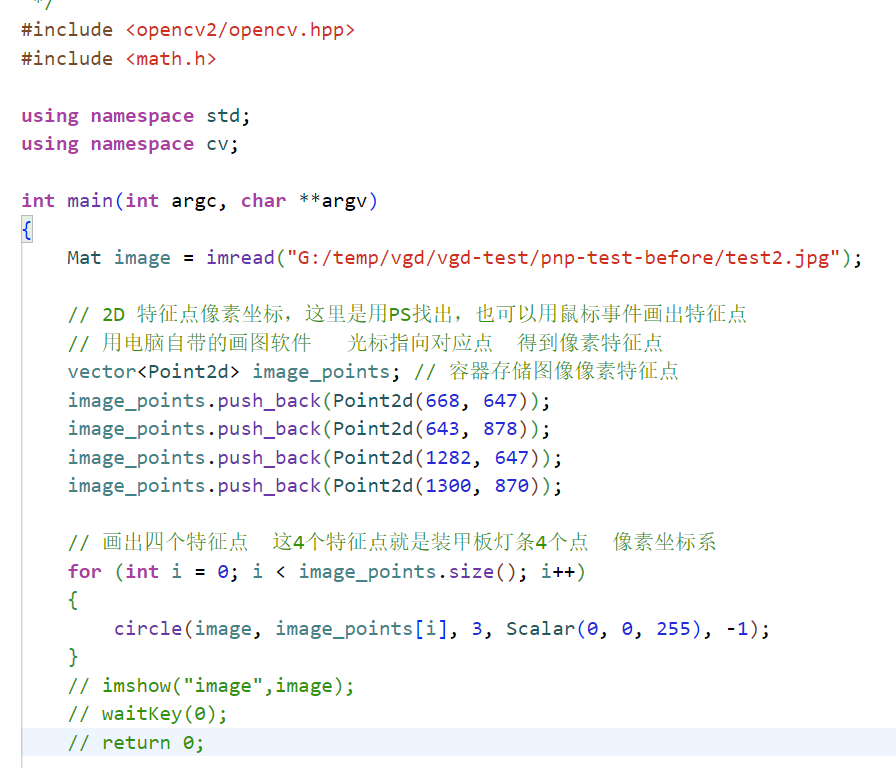 */
#include <opencv2/opencv.hpp>
#include <math.h>
using namespace std;
using namespace cv;
int main(int argc, char **argv)
{
Mat image = imread("G:/temp/vgd/vgd-test/pnp-test-before/test2.jpg");
// 2D 特征点像素坐标，这里是用PS找出，也可以用鼠标事件画出特征点
// 用电脑自带的画图软件   光标指向对应点  得到像素特征点
vector<Point2d> image_points; // 容器存储图像像素特征点
image_points.push_back(Point2d(668, 647));
image_points.push_back(Point2d(643, 878));
image_points.push_back(Point2d(1282, 647));
image_points.push_back(Point2d(1300, 870));
// 画出四个特征点  这4个特征点就是装甲板灯条4个点  像素坐标系
for (int i = 0; i < image_points.size(); i++)
{
circle(image, image_points[i], 3, Scalar(0, 0, 255), -1);
}
// imshow("image",image);
// waitKey(0);
// return 0;